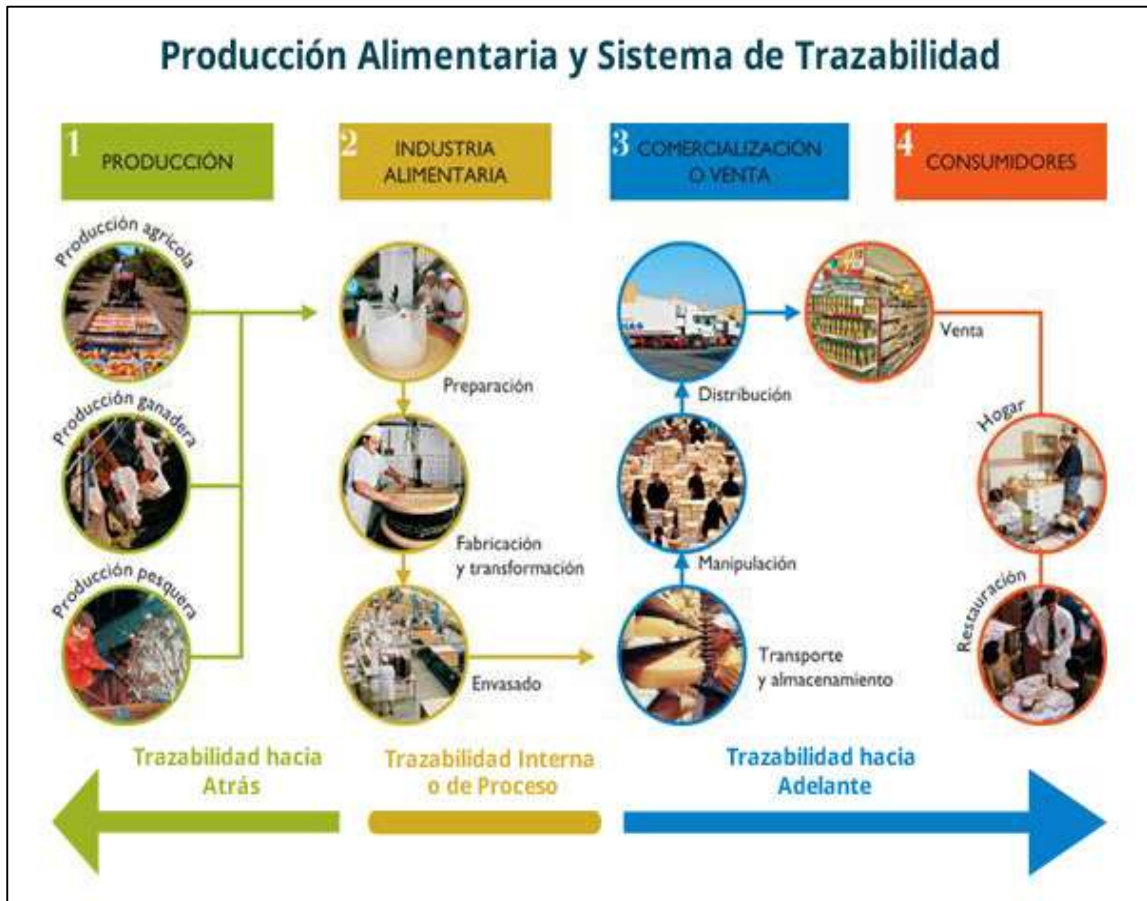 Producción Alimentaria y Sistema de Trazabilidad
1 PRODUCCIÓN
2 INDUSTRIA
ALIMENTARIA
3 COMERCIALIZACIÓN
O VENTA
4 CONSUMIDORES
Producción agrícola
Producción ganadera
Producción pesquera
Preparación
Fabricación
y transformación
Envasado
Distribución
Manipulación
Transporte
y almacenamiento
Venta
Hogar
Restauración
Trazabilidad hacia
Atrás
Trazabilidad Interna
o de Proceso
Trazabilidad hacia
Adelante